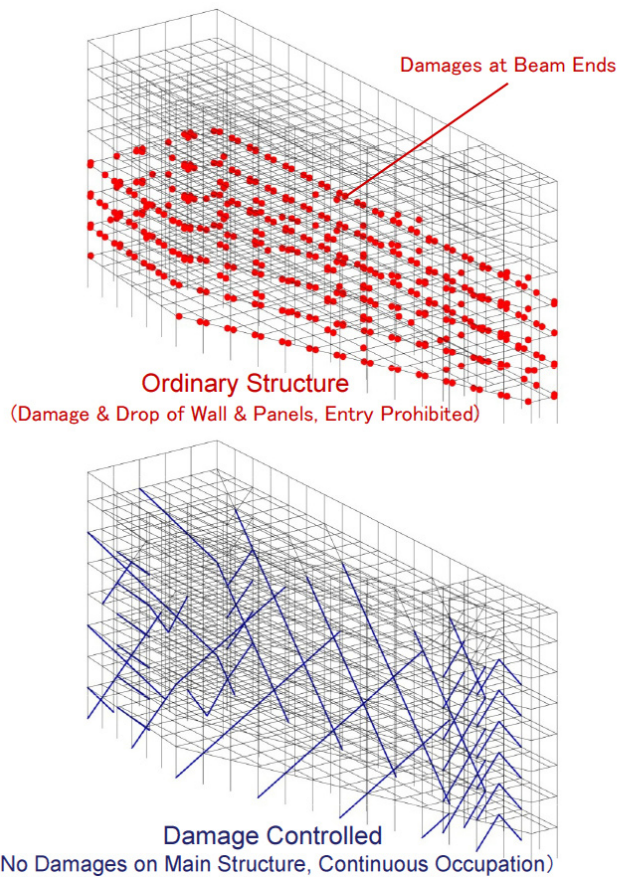 Damages at Beam Ends
Ordinary Structure
(Damage & Drop of Wall & Panels, Entry Prohibited)
Damage Controlled
No Damages on Main Structure, Continuous Occupation)